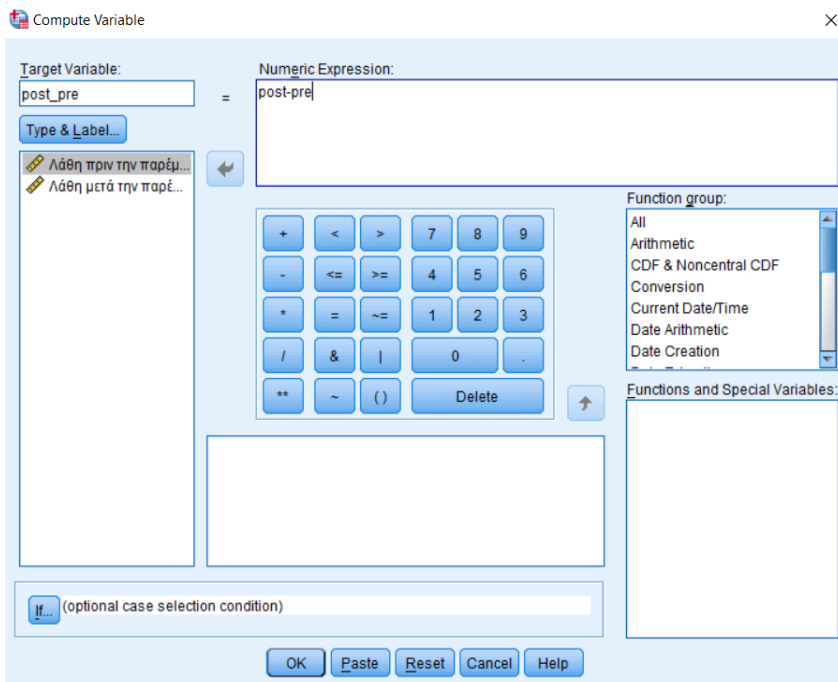 Compute Variable
Target Variable:
post_pre
=
Numeric Expression:
post-pre
Type & Label...
Λάθη πριν την παρέμ...
Λάθη μετά την παρέ...
+ < > 7 8 9
- <= >= 4 5 6
* = ~= 1 2 3
/ & | 0 .
** ~ ( ) Delete
Function group:
All
Arithmetic
CDF & Noncentral CDF
Conversion
Current Date/Time
Date Arithmetic
Date Creation
Functions and Special Variables:
If... (optional case selection condition)
OK Paste Reset Cancel Help